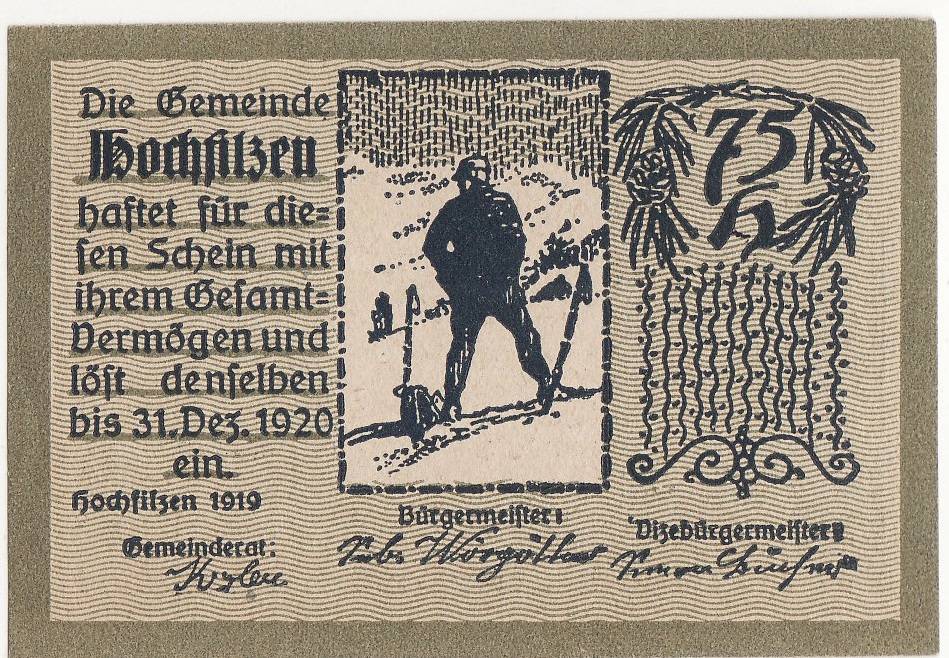 Die Gemeinde
Hochfilzen
haftet für die=
sen Schein mit
ihrem Gesamt=
Vermögen und
löst denselben
bis 31. Dez. 1920
ein.
Hochfilzen 1919
Gemeinderat:
Bürgermeister:
Vizebürgermeister:
75
h